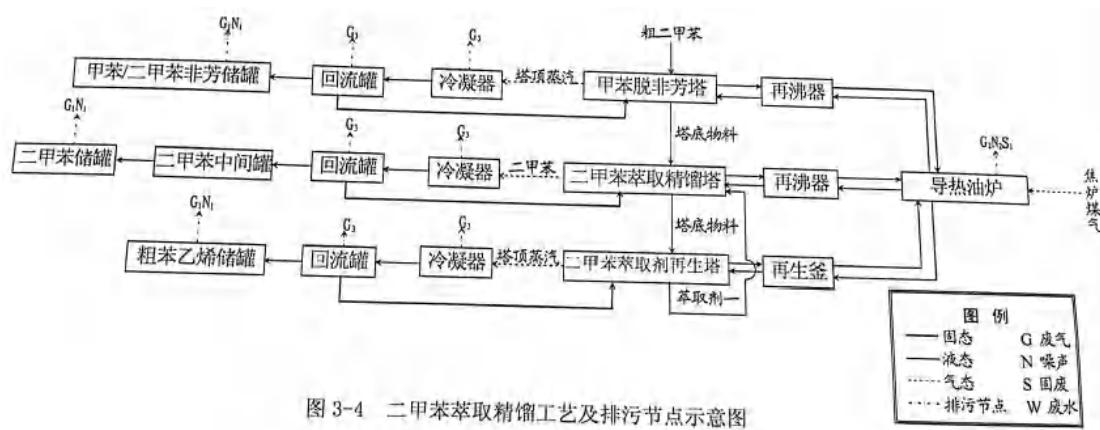 粗二甲苯
G₁N₁
G₃
G₃
甲苯/二甲苯非芳储罐
回流罐
冷凝器
塔顶蒸汽
甲苯脱非芳塔
再沸器
G₁N₁
G₃
G₃
塔底物料
G₁N₁S₁
二甲苯储罐
二甲苯中间罐
回流罐
冷凝器
二甲苯
二甲苯萃取精馏塔
再沸器
导热油炉
焦炉煤气
G₁N₁
G₃
G₃
塔底物料
粗苯乙烯储罐
回流罐
冷凝器
塔顶蒸汽
二甲苯萃取剂再生塔
再生釜
萃取剂一
图 例
固态 G 废气
液态 N 噪声
气态 S 固废
排污节点 W 废水
图 3-4 二甲苯萃取精馏工艺及排污节点示意图